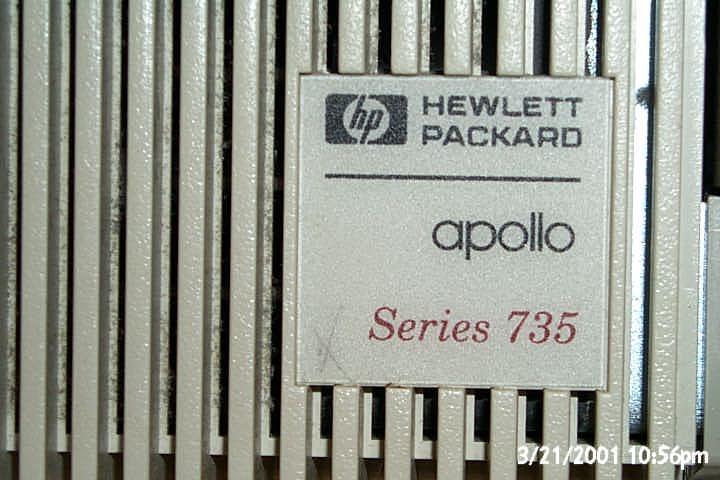 hp HEWLETT
PACKARD
apollo
Series 735
3/21/2001 10:56pm